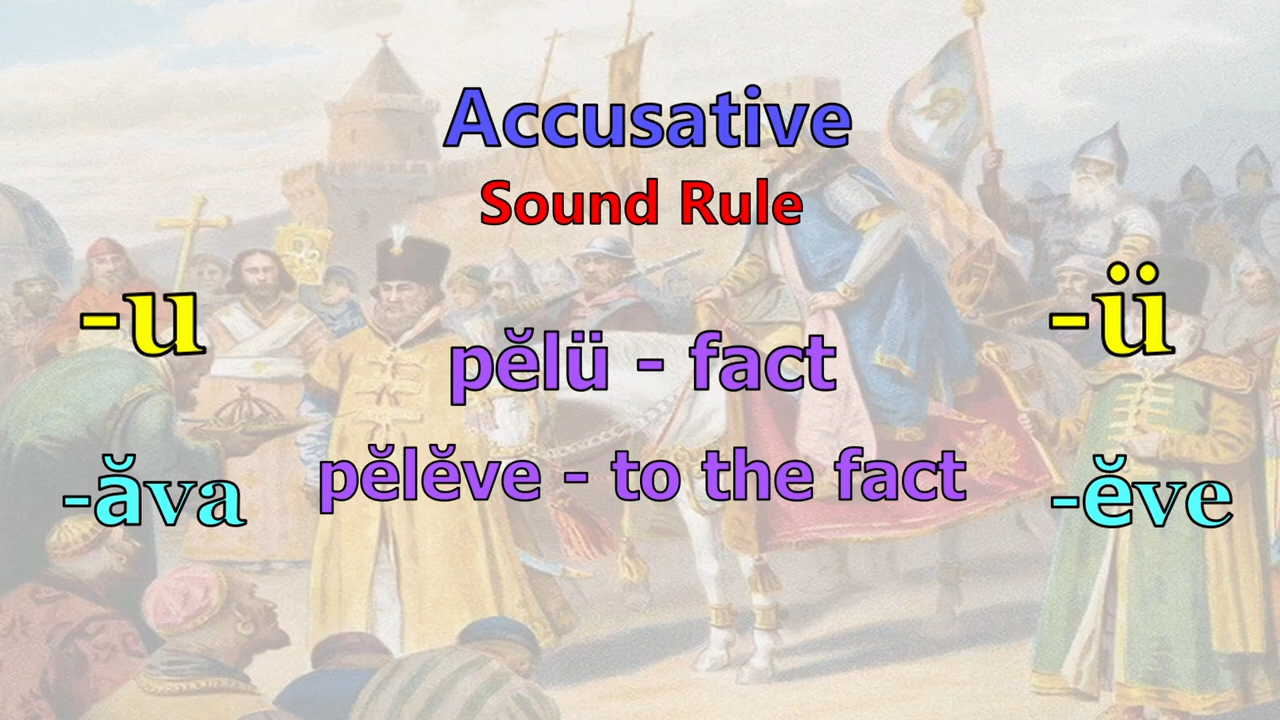 Accusative
Sound Rule
-u
-ü
pĕlü - fact
-ăva
pĕlĕve - to the fact
-ĕve